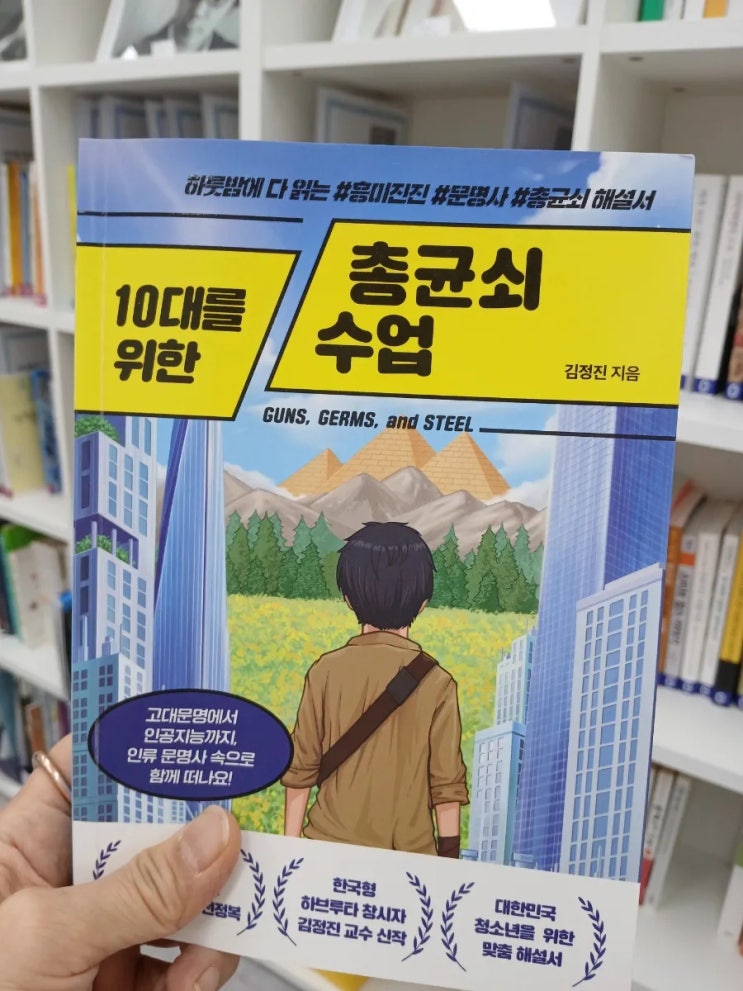 하룻밤에 다 읽는 #흥미진진 #문명사 #총균쇠 해설서
10대를
위한
총균쇠
수업
김정진 지음
GUNS, GERMS, and STEEL
고대문명에서
인공지능까지,
인류 문명사 속으로
함께 떠나요!
한국형
하브루타 창시자
김정진 교수 신작
대한민국
청소년을 위한
맞춤 해설서